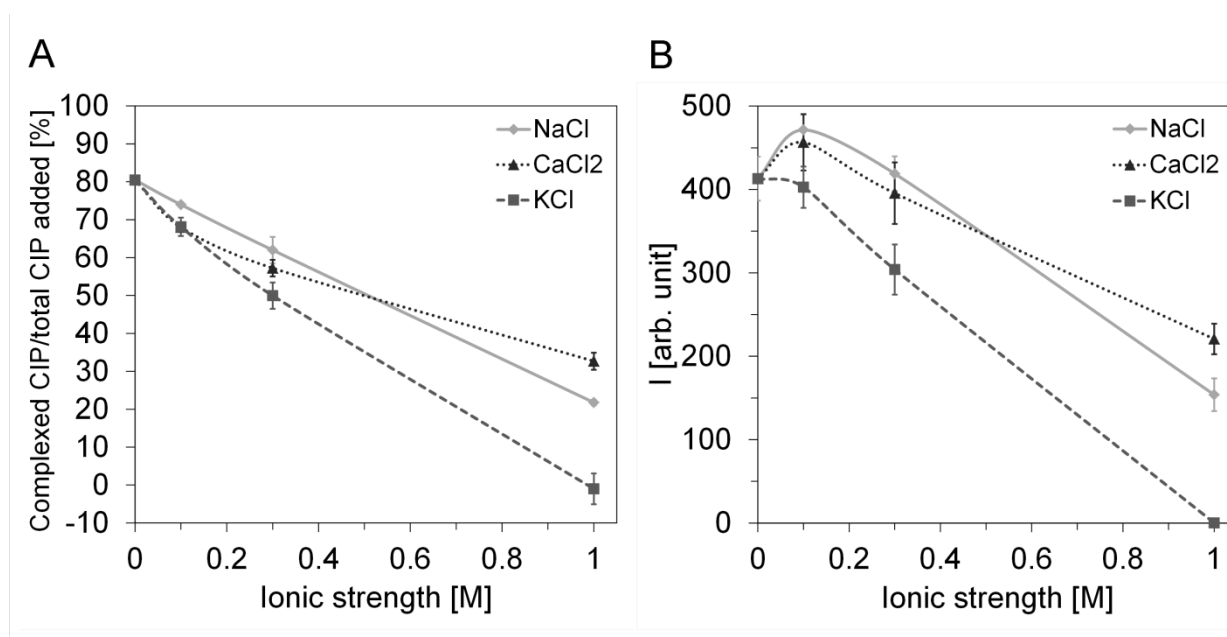 A
Complexed CIP/total CIP added [%]
100
90
80
70
60
50
40
30
20
10
0
-10
NaCl
CaCl2
KCl
0 0.2 0.4 0.6 0.8 1
Ionic strength [M]
B
I [arb. unit]
500
400
300
200
100
0
NaCl
CaCl2
KCl
0 0.2 0.4 0.6 0.8 1
Ionic strength [M]